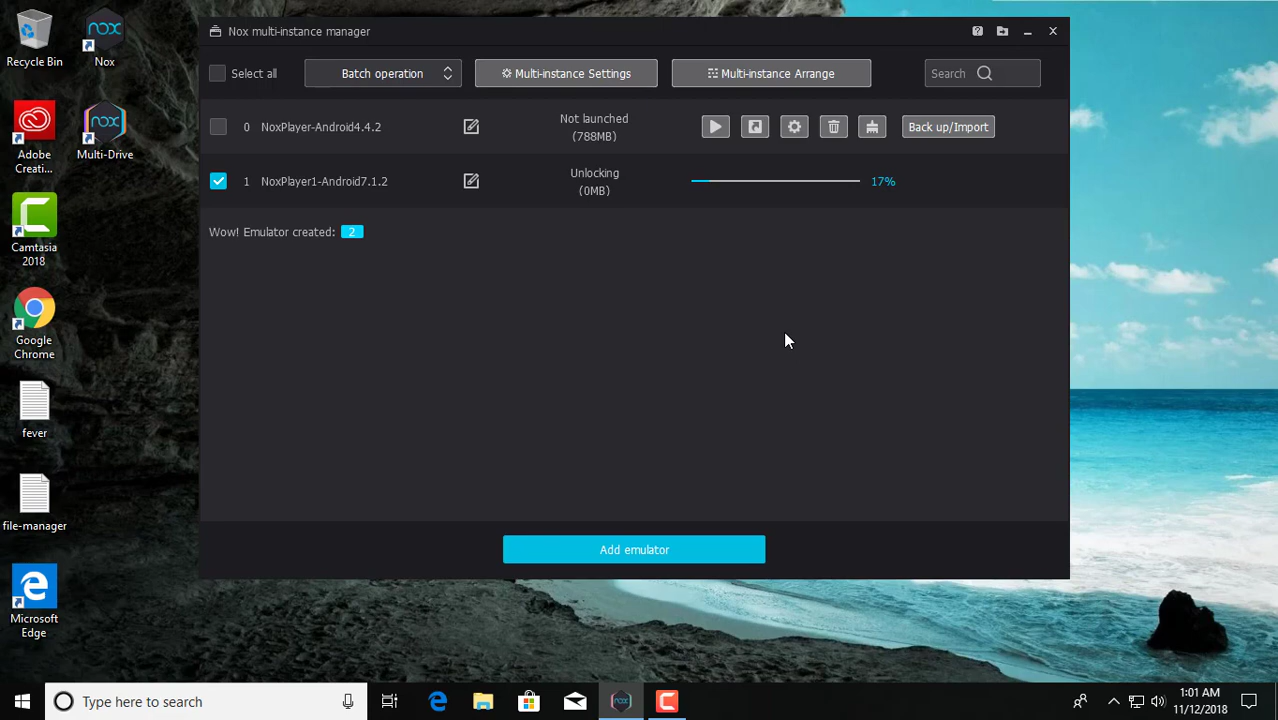 Recycle Bin
Nox
Adobe
Creati...
Multi-Drive
Camtasia
2018
Google
Chrome
fever
file-manager
Microsoft
Edge
Nox multi-instance manager
Select all
Batch operation
Multi-instance Settings
Multi-instance Arrange
Search
0 NoxPlayer-Android4.4.2
Not launched
(788MB)
Back up/Import
1 NoxPlayer1-Android7.1.2
Unlocking
(0MB)
17%
Wow! Emulator created: 2
Add emulator
Type here to search
1:01 AM
11/12/2018